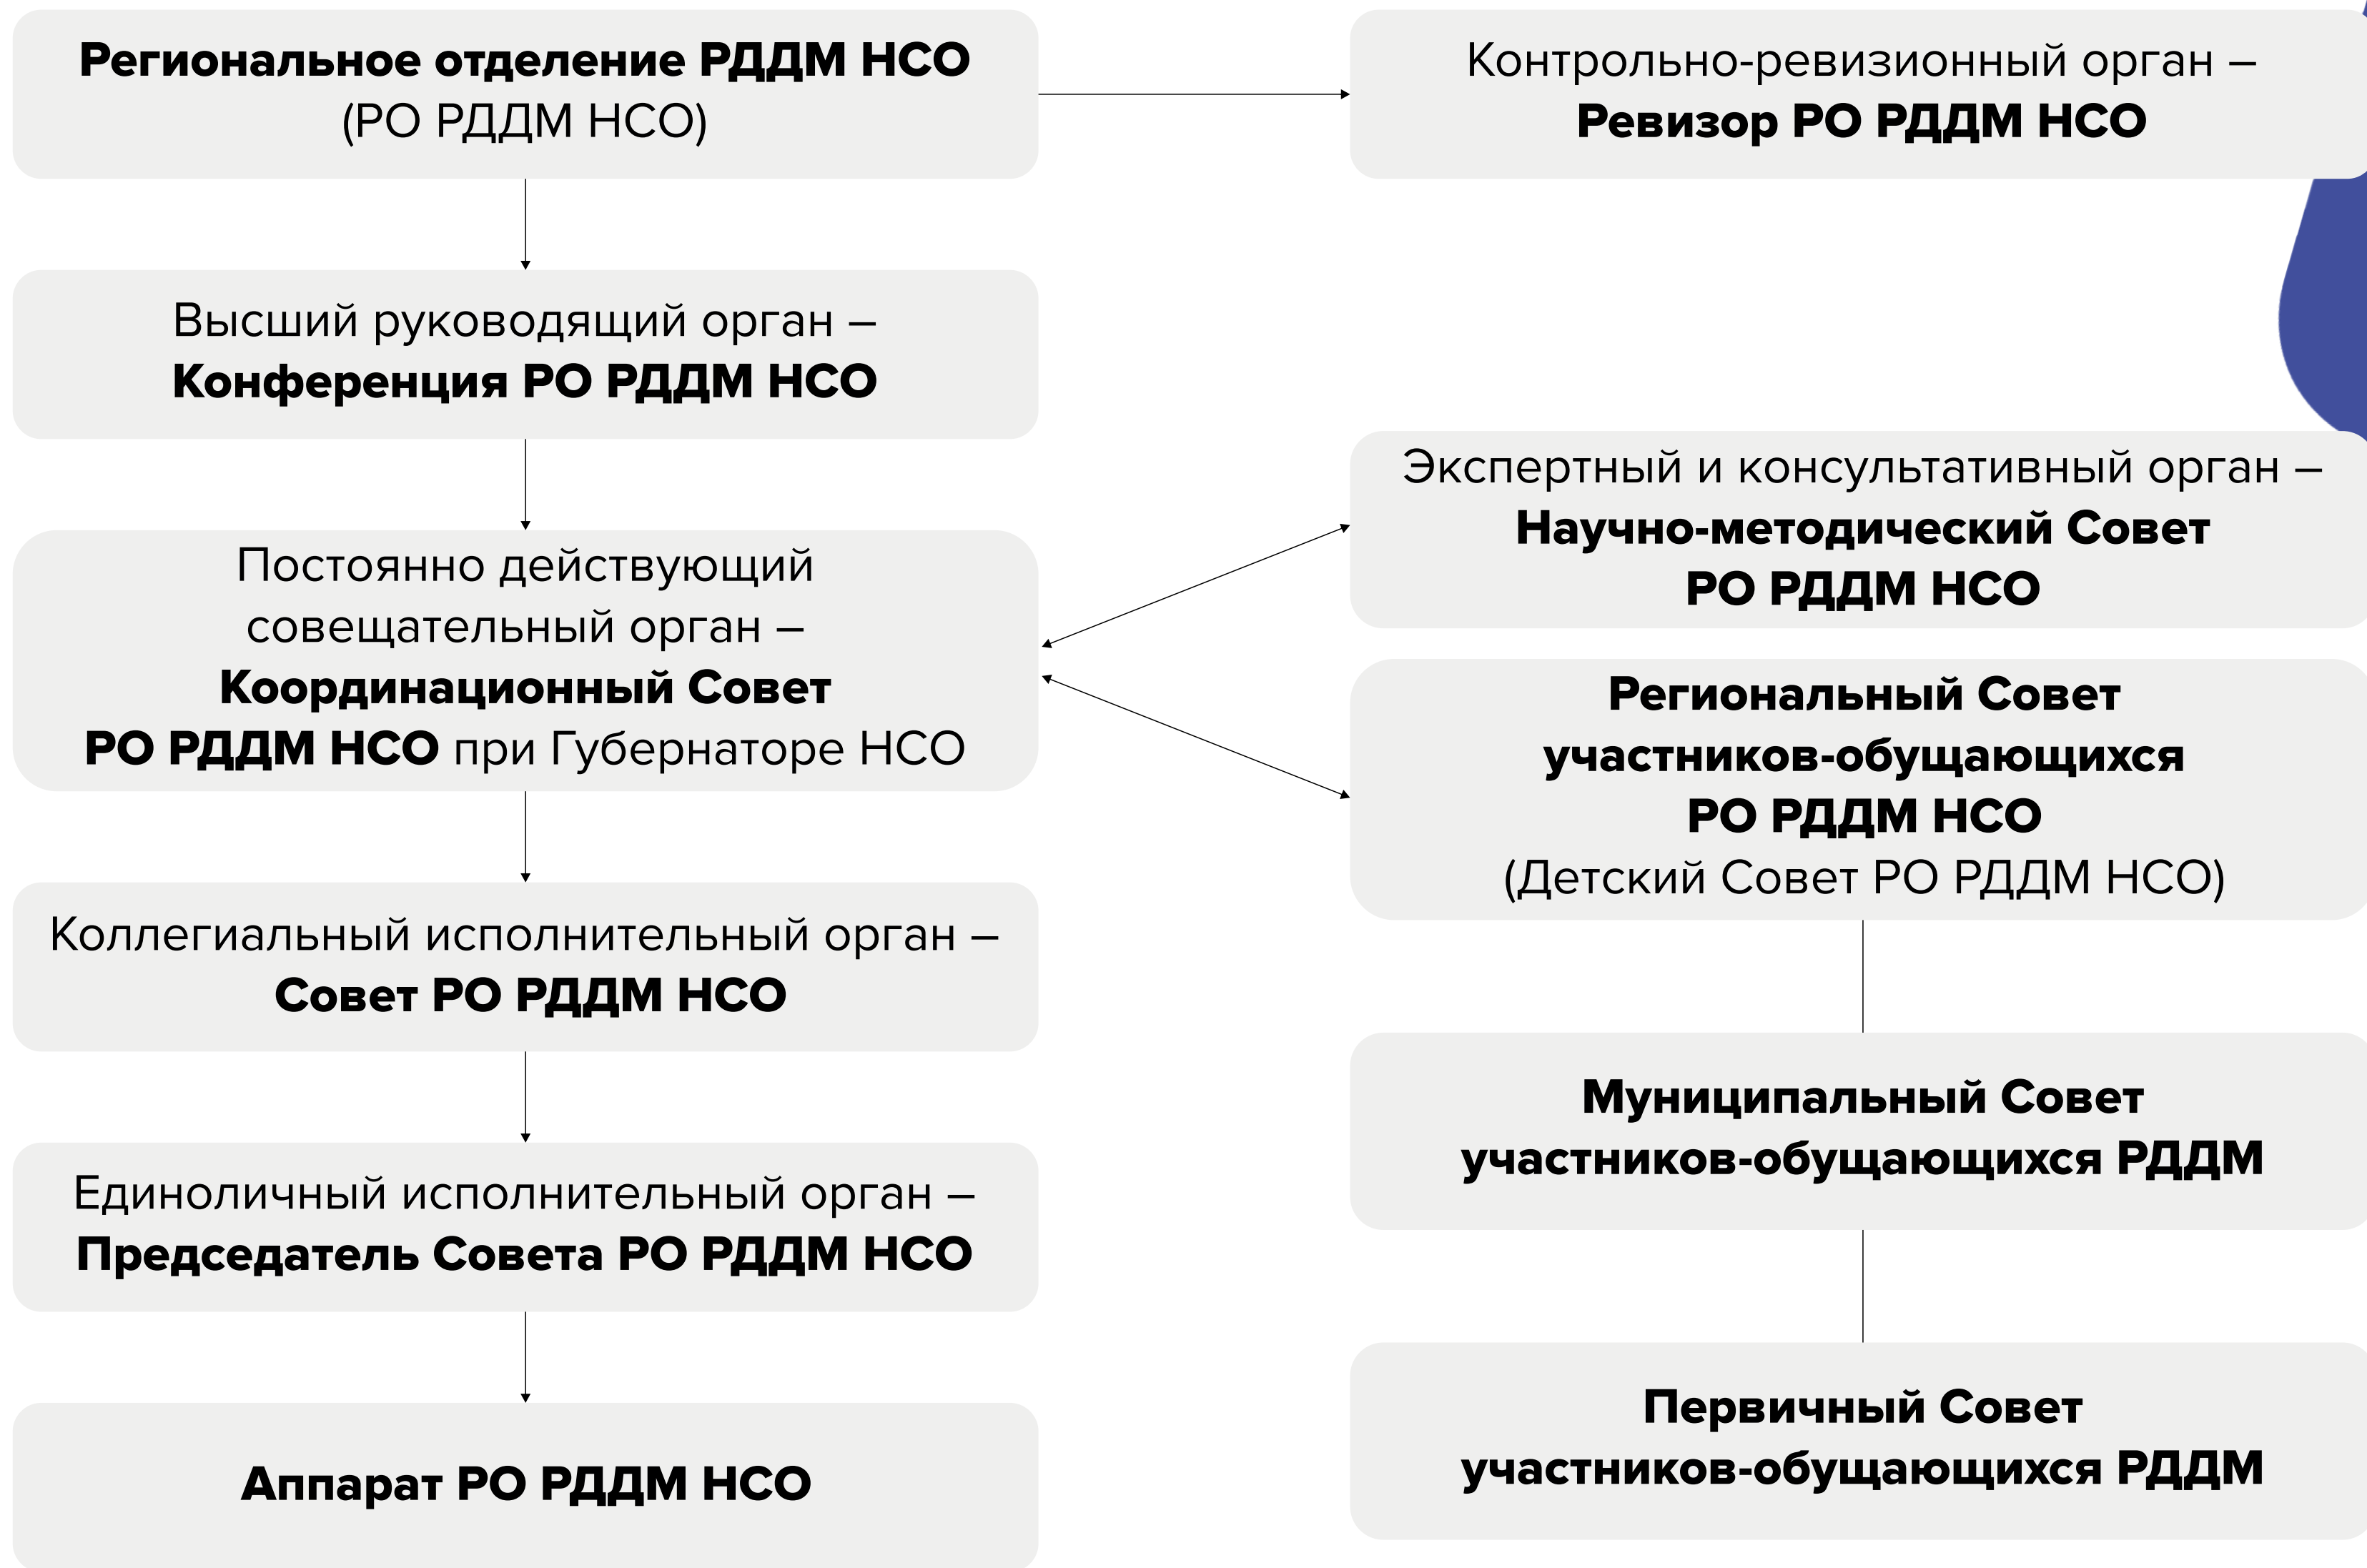 Региональное отделение РДДМ НСО
(РО РДДМ НСО)
Контрольно-ревизионный орган –
Ревизор РО РДДМ НСО
Высший руководящий орган –
Конференция РО РДДМ НСО
Экспертный и консультативный орган –
Научно-методический Совет
РО РДДМ НСО
Постоянно действующий
совещательный орган –
Координационный Совет
РО РДДМ НСО при Губернаторе НСО
Региональный Совет
участников-обущающихся
РО РДДМ НСО
(Детский Совет РО РДДМ НСО)
Коллегиальный исполнительный орган –
Совет РО РДДМ НСО
Муниципальный Совет
участников-обущающихся РДДМ
Единоличный исполнительный орган –
Председатель Совета РО РДДМ НСО
Первичный Совет
участников-обущающихся РДДМ
Аппарат РО РДДМ НСО